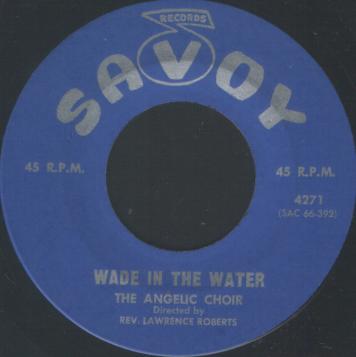 RECORDS
SAVOY
45 R.P.M.
45 R.P.M.
4271
(SAC 66-392)
WADE IN THE WATER
THE ANGELIC CHOIR
Directed by
REV. LAWRENCE ROBERTS